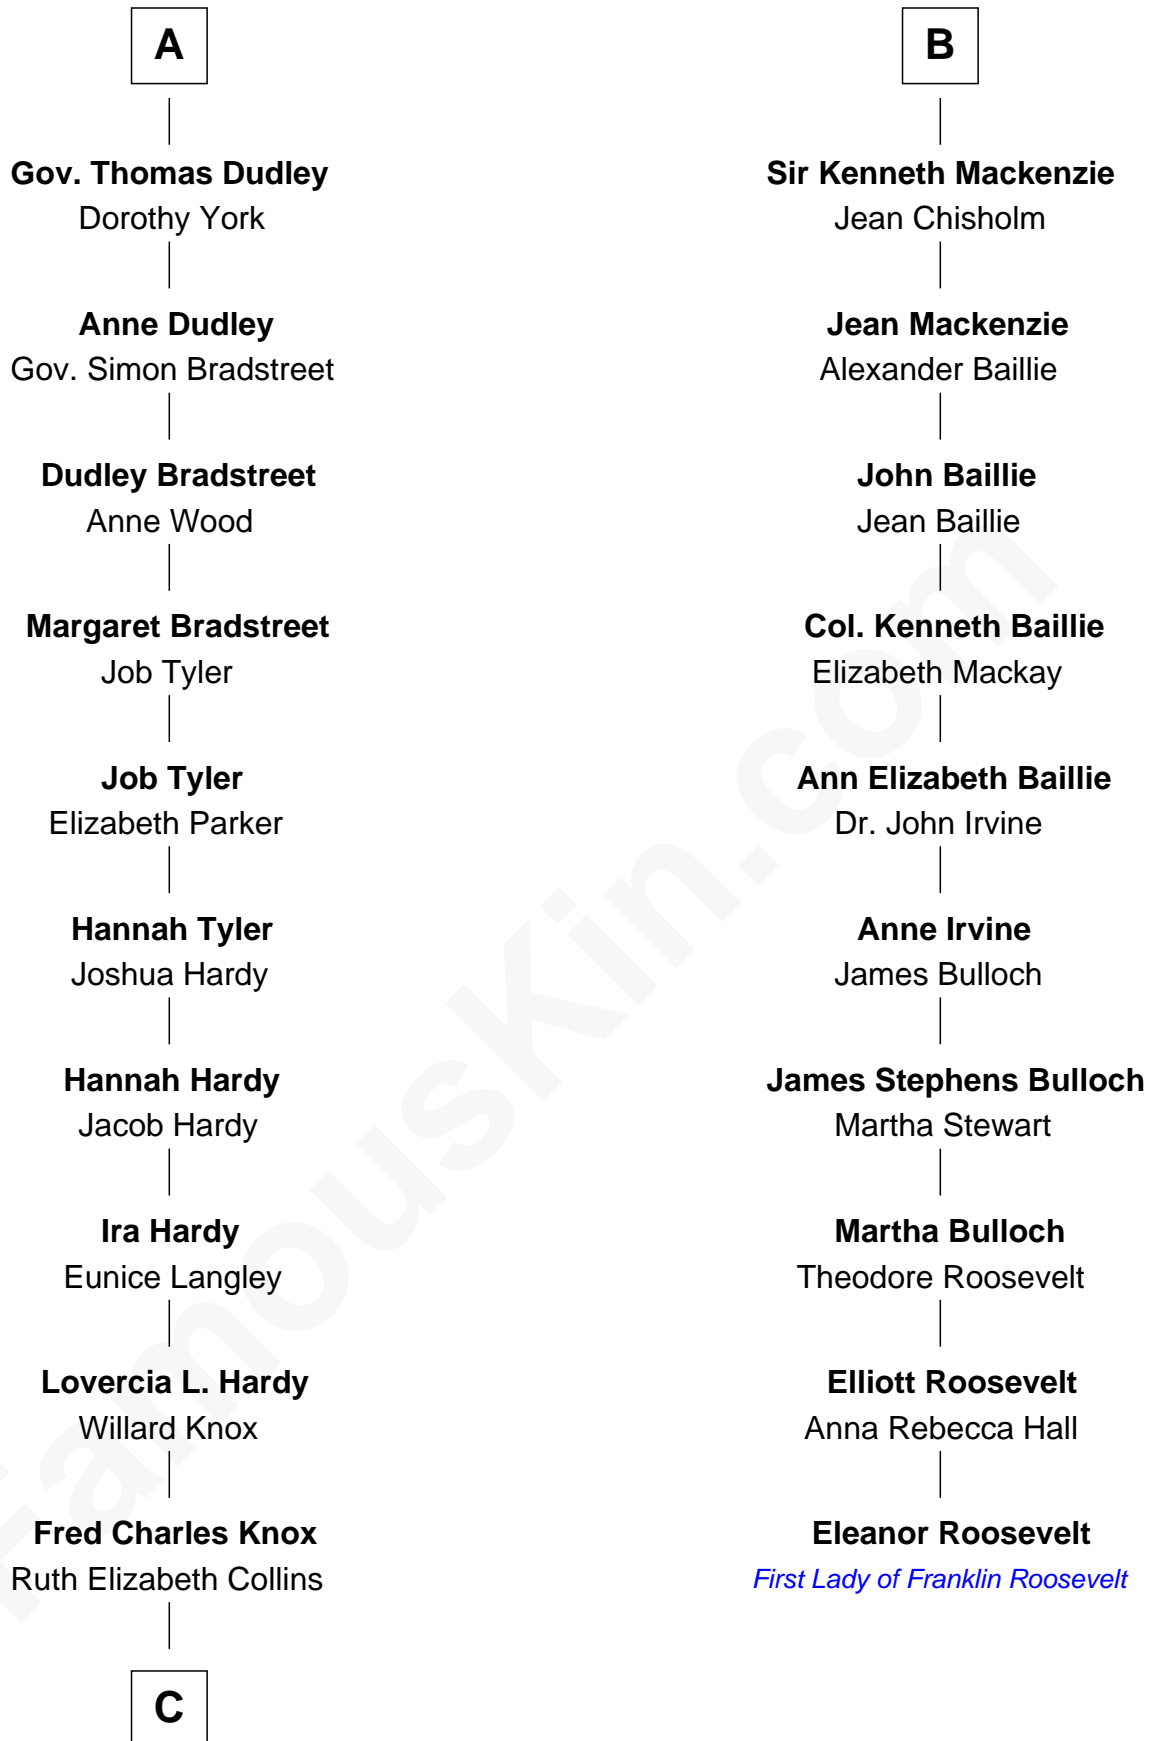 A
Gov. Thomas Dudley
Dorothy York
Anne Dudley
Gov. Simon Bradstreet
Dudley Bradstreet
Anne Wood
Margaret Bradstreet
Job Tyler
Job Tyler
Elizabeth Parker
Hannah Tyler
Joshua Hardy
Hannah Hardy
Jacob Hardy
Ira Hardy
Eunice Langley
Lovercia L. Hardy
Willard Knox
Fred Charles Knox
Ruth Elizabeth Collins
C
B
Sir Kenneth Mackenzie
Jean Chisholm
Jean Mackenzie
Alexander Baillie
John Baillie
Jean Baillie
Col. Kenneth Baillie
Elizabeth Mackay
Ann Elizabeth Baillie
Dr. John Irvine
Anne Irvine
James Bulloch
James Stephens Bulloch
Martha Stewart
Martha Bulloch
Theodore Roosevelt
Elliott Roosevelt
Anna Rebecca Hall
Eleanor Roosevelt
First Lady of Franklin Roosevelt
FamousKin.com